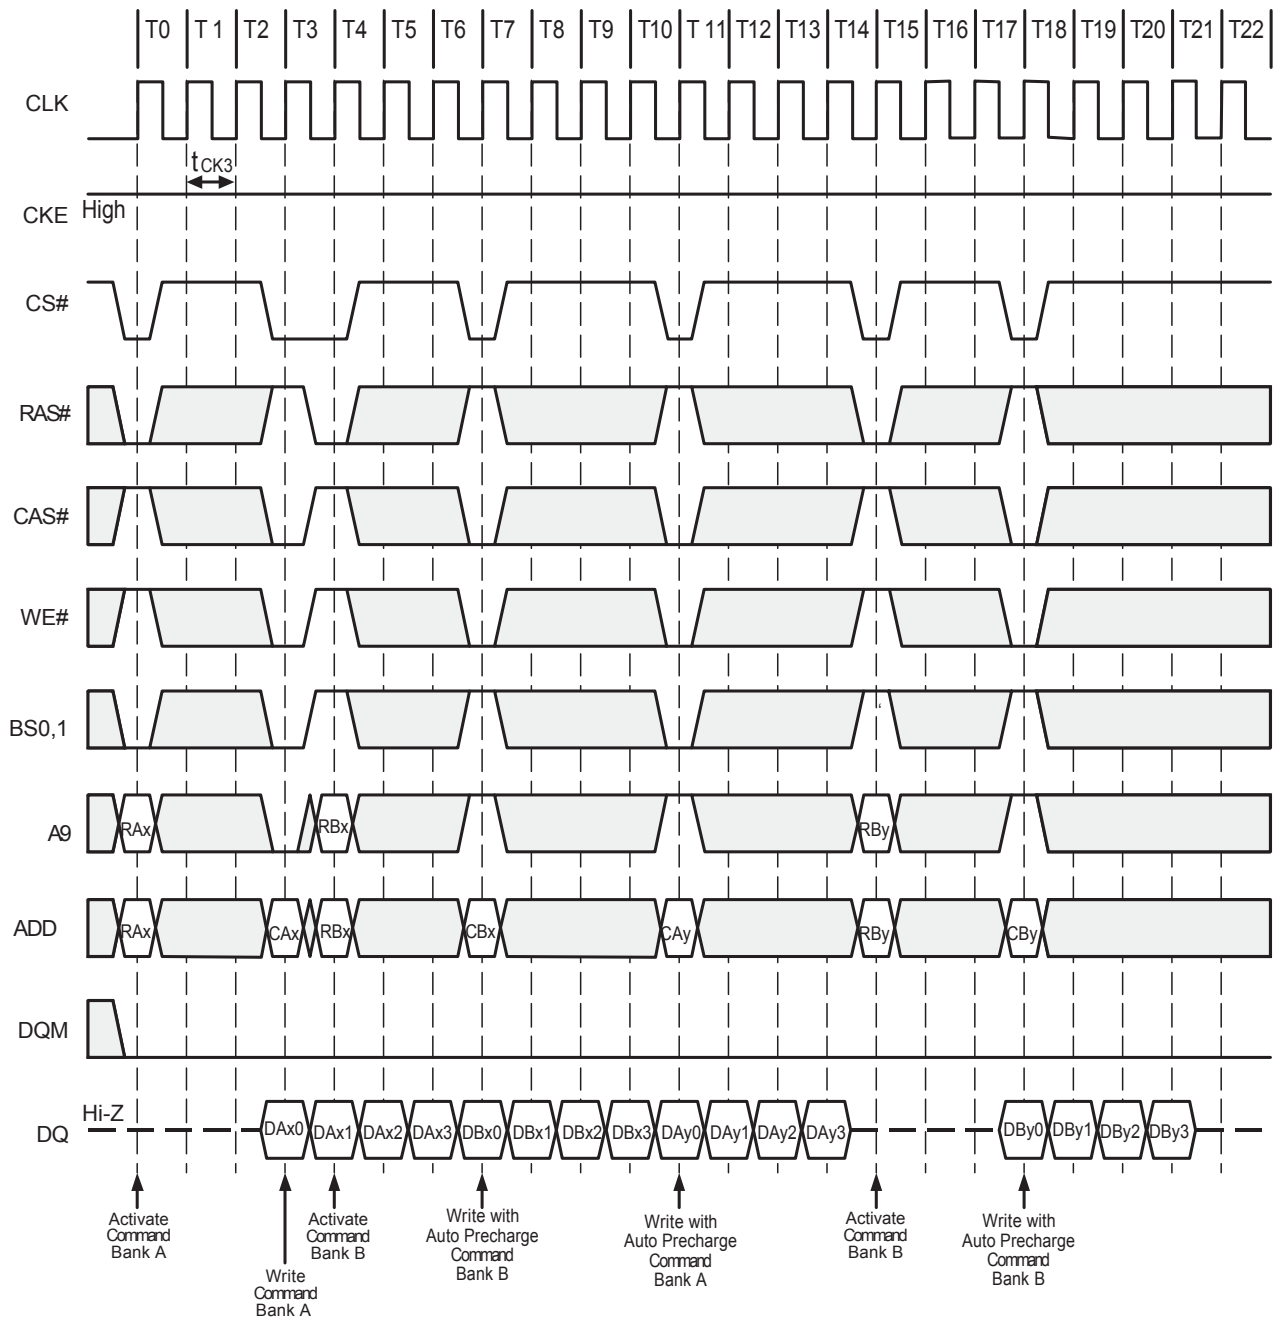 T0 T 1 T2 T3 T4 T5 T6 T7 T8 T9 T10 T 11 T12 T13 T14 T15 T16 T17 T18 T19 T20 T21 T22
CLK
tCK3
CKE High
CS#
RAS#
CAS#
WE#
BS0,1
A9 RAx RBx RBy
ADD RAx CAx RBx CBx CAy RBy CBy
DQM
Hi-Z
DQ DAx0 DAx1 DAx2 DAx3 DBx0 DBx1 DBx2 DBx3 DAy0 DAy1 DAy2 DAy3 DBy0 DBy1 DBy2 DBy3
Activate
Command
Bank A
Write
Command
Bank A
Activate
Command
Bank B
Write with
Auto Precharge
Command
Bank B
Write with
Auto Precharge
Command
Bank A
Activate
Command
Bank B
Write with
Auto Precharge
Command
Bank B